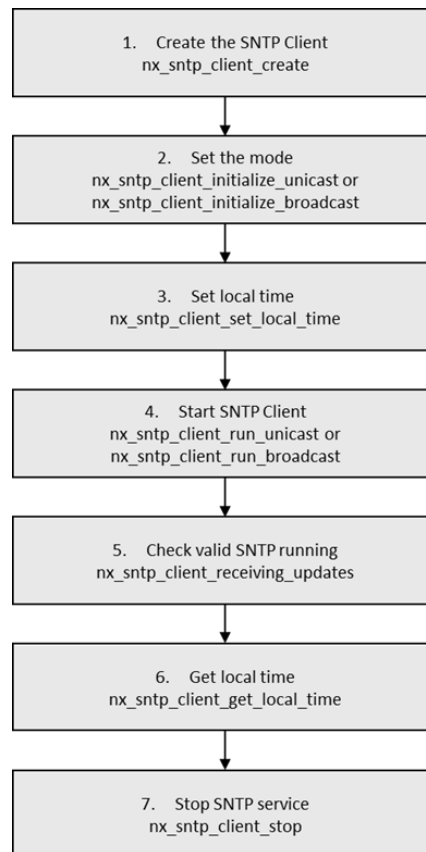 1. Create the SNTP Client
nx_sntp_client_create
2. Set the mode
nx_sntp_client_initialize_unicast or
nx_sntp_client_initialize_broadcast
3. Set local time
nx_sntp_client_set_local_time
4. Start SNTP Client
nx_sntp_client_run_unicast or
nx_sntp_client_run_broadcast
5. Check valid SNTP running
nx_sntp_client_receiving_updates
6. Get local time
nx_sntp_client_get_local_time
7. Stop SNTP service
nx_sntp_client_stop